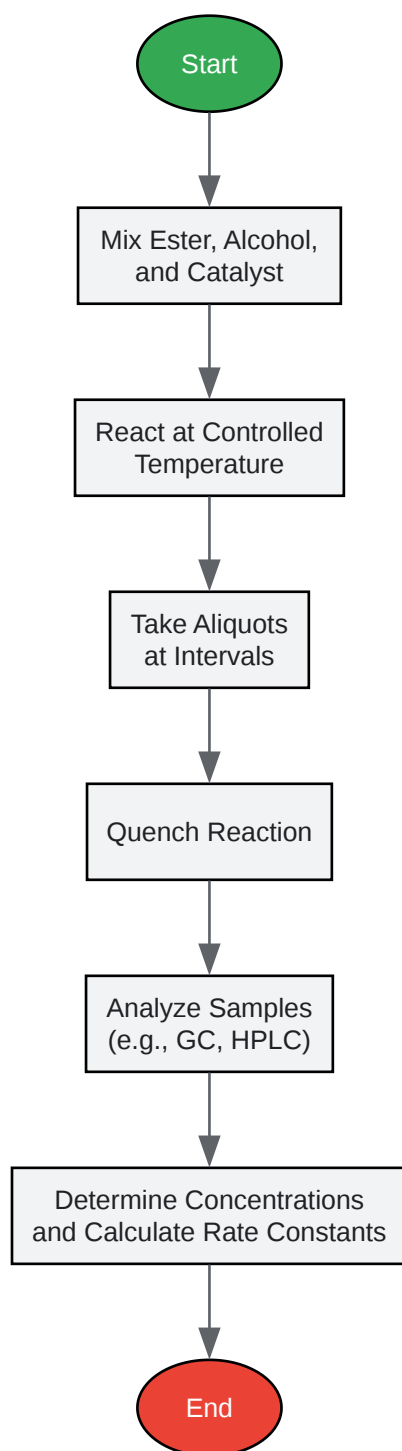 Start
Mix Ester, Alcohol,
and Catalyst
React at Controlled
Temperature
Take Aliquots
at Intervals
Quench Reaction
Analyze Samples
(e.g., GC, HPLC)
Determine Concentrations
and Calculate Rate Constants
End